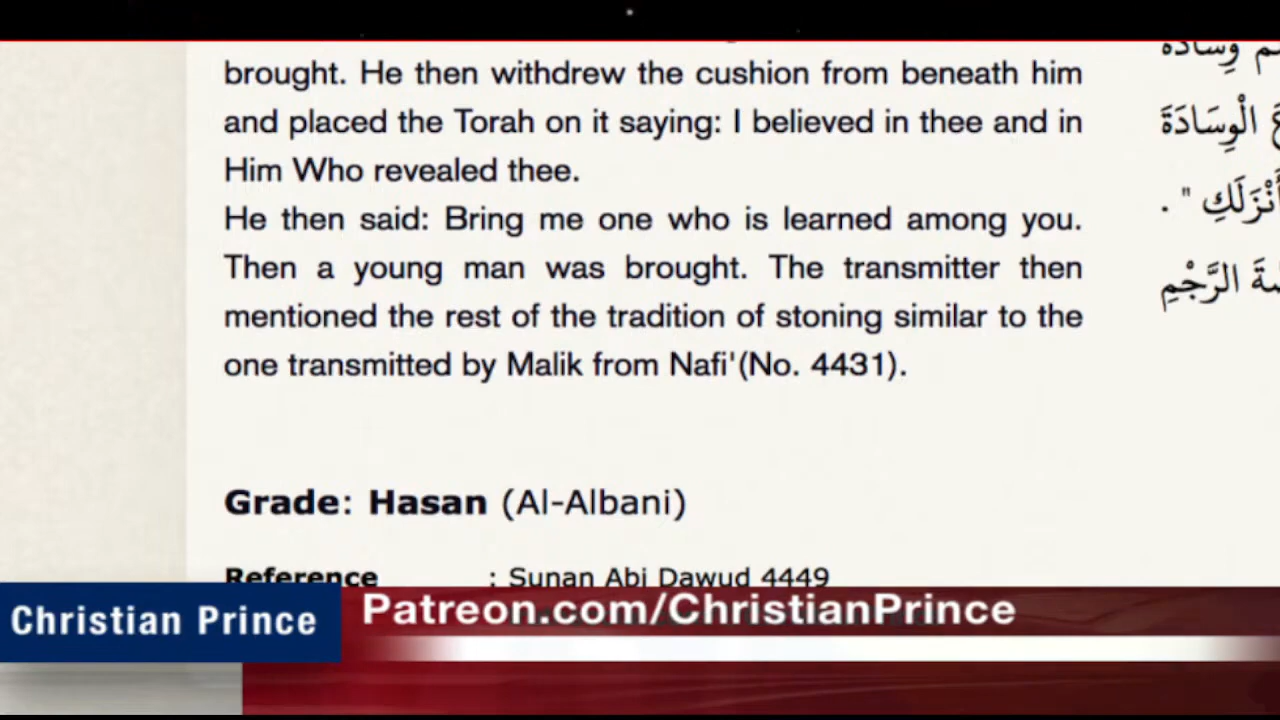 brought. He then withdrew the cushion from beneath him
and placed the Torah on it saying: I believed in thee and in
Him Who revealed thee.
He then said: Bring me one who is learned among you.
Then a young man was brought. The transmitter then
mentioned the rest of the tradition of stoning similar to the
one transmitted by Malik from Nafi'(No. 4431).
وِسَادَةً
الْوِسَادَةَ
أَنْزَلَكِ " .
الرَّجْمِ
Grade: Hasan (Al-Albani)
Reference : Sunan Abi Dawud 4449
Christian Prince
Patreon.com/ChristianPrince